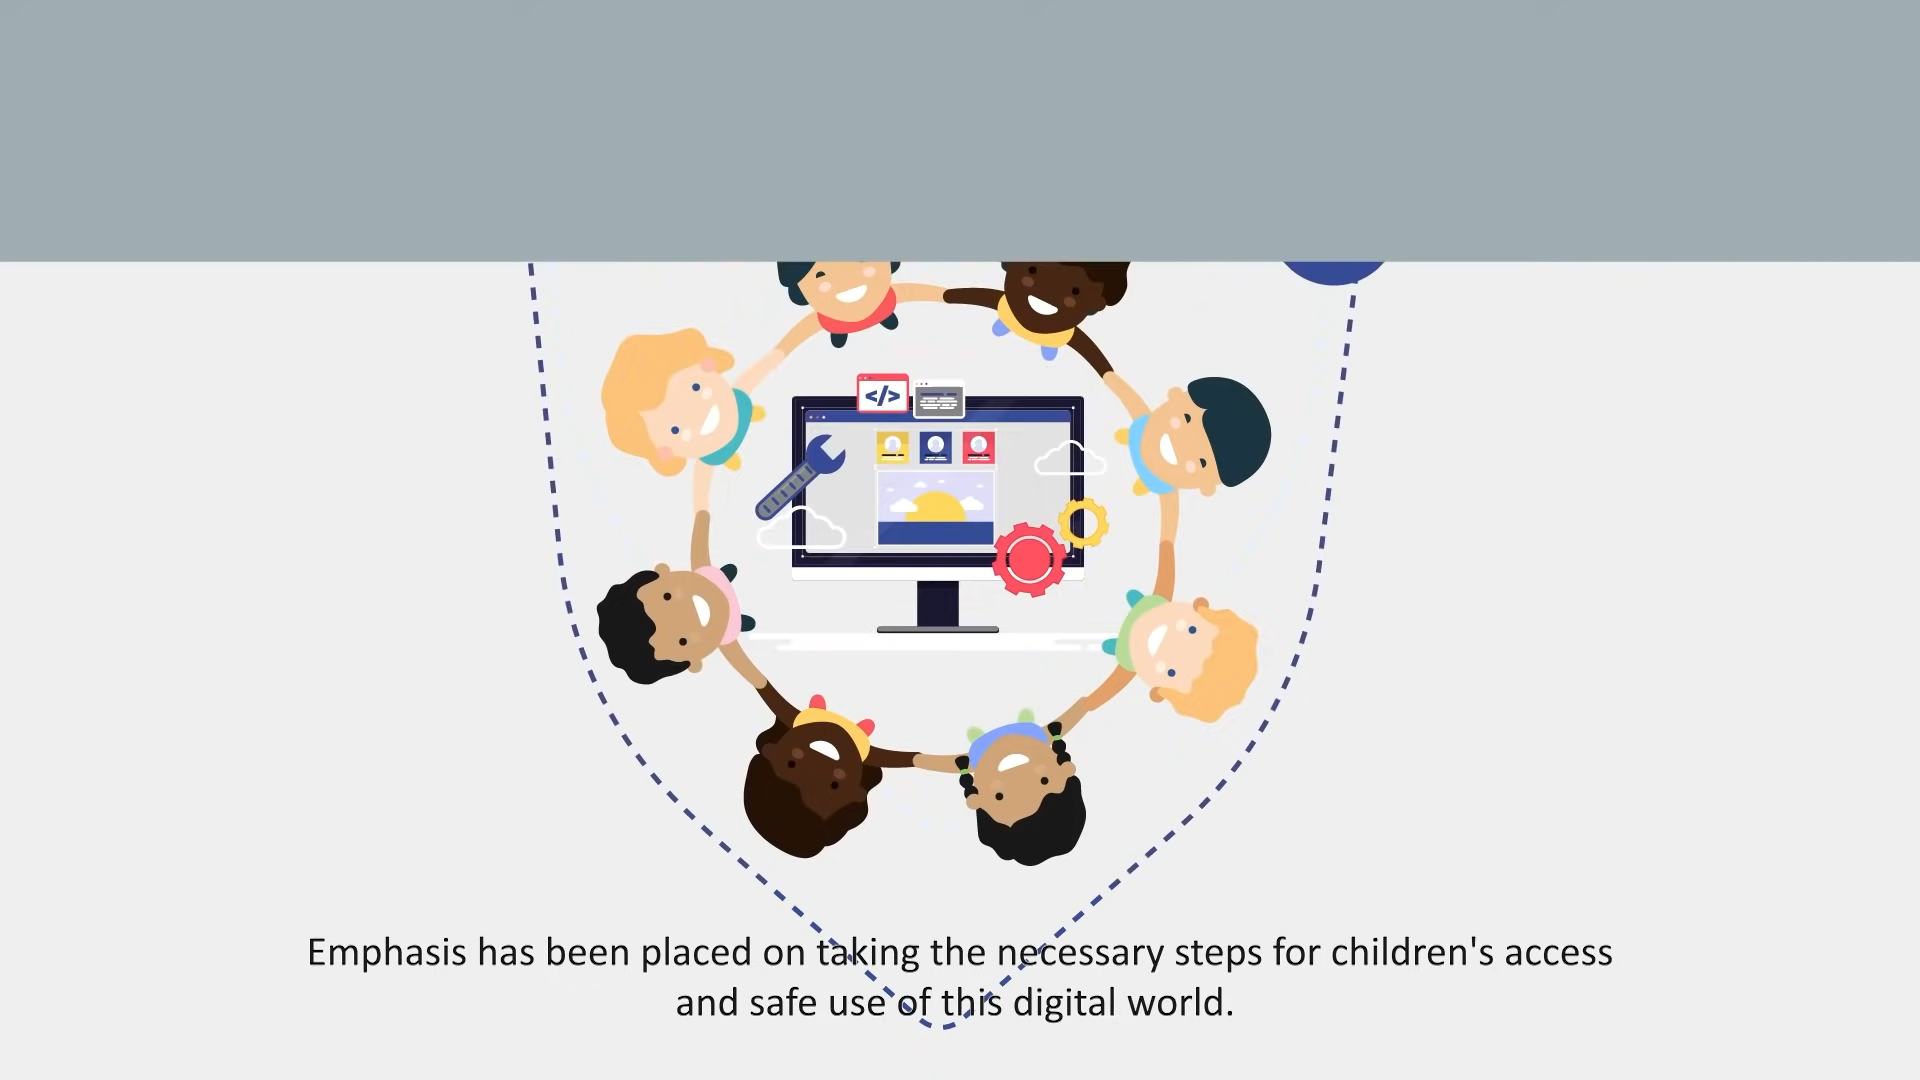 </>
Emphasis has been placed on taking the necessary steps for children's access
and safe use of this digital world.